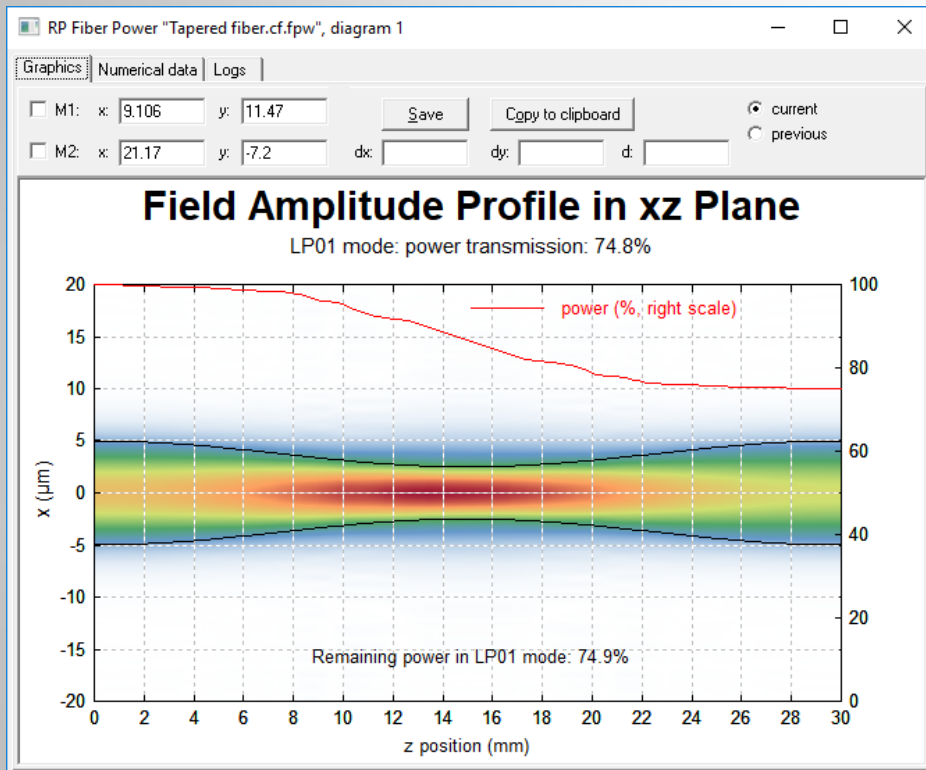 RP Fiber Power "Tapered fiber.cf.fpw", diagram 1
Graphics Numerical data Logs
M1: x: 9.106 y: 11.47 Save Copy to clipboard current
previous
M2: x: 21.17 y: -7.2 dx: dy: d:
Field Amplitude Profile in xz Plane
LP01 mode: power transmission: 74.8%
20 100
power (%, right scale)
15
80
10
5
60
0
x (µm)
-5
40
-10
20
-15
Remaining power in LP01 mode: 74.9%
-20 0
0 2 4 6 8 10 12 14 16 18 20 22 24 26 28 30
z position (mm)